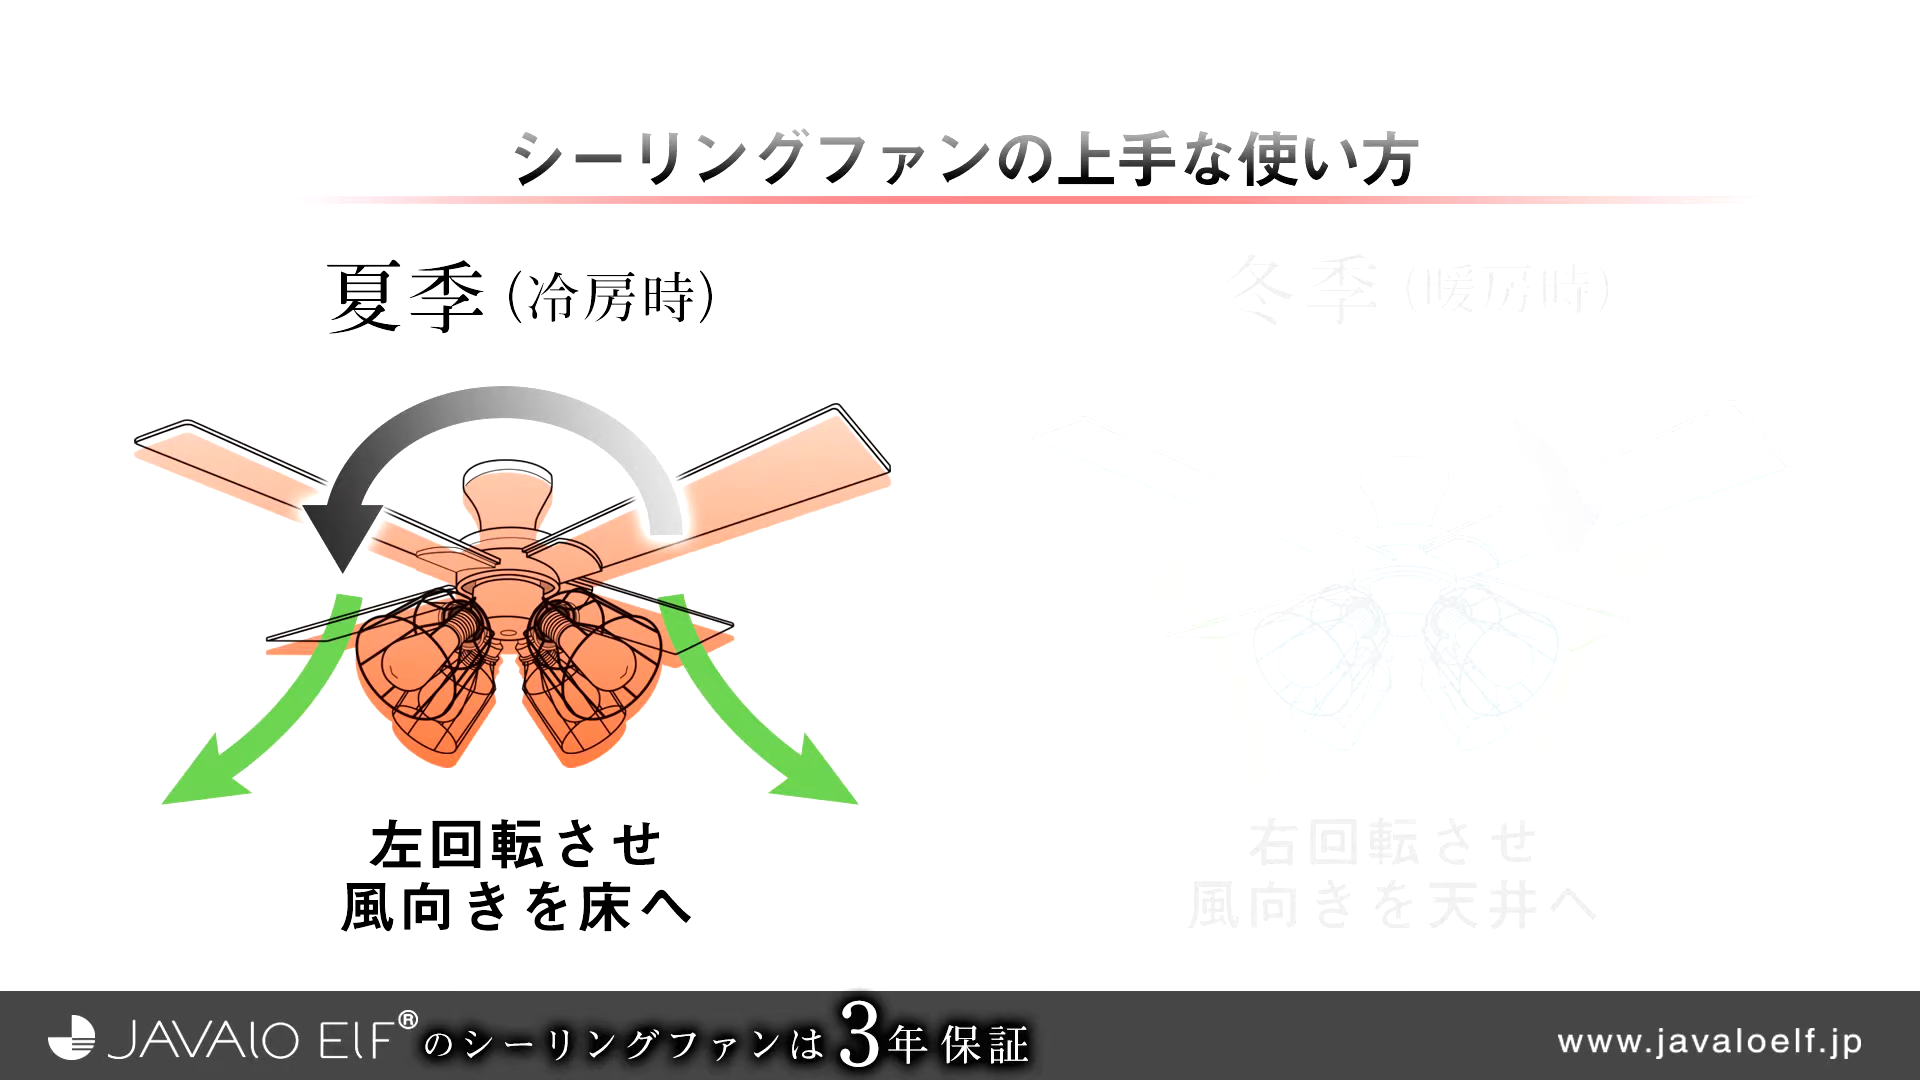 シーリングファンの上手な使い方
夏季(冷房時)
左回転させ
風向きを床へ
冬季(暖房時)
右回転させ
風向きを天井へ
JAVALO ELF®のシーリングファンは3年保証
www.javaloelf.jp